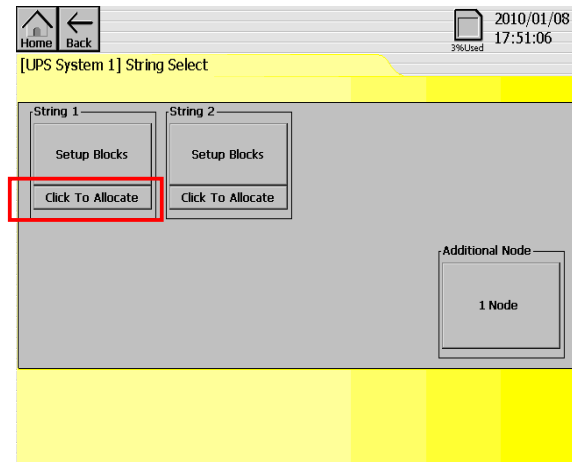 Home
Back
3%Used
2010/01/08
17:51:06
[UPS System 1] String Select
String 1
String 2
Setup Blocks
Setup Blocks
Click To Allocate
Click To Allocate
Additional Node
1 Node